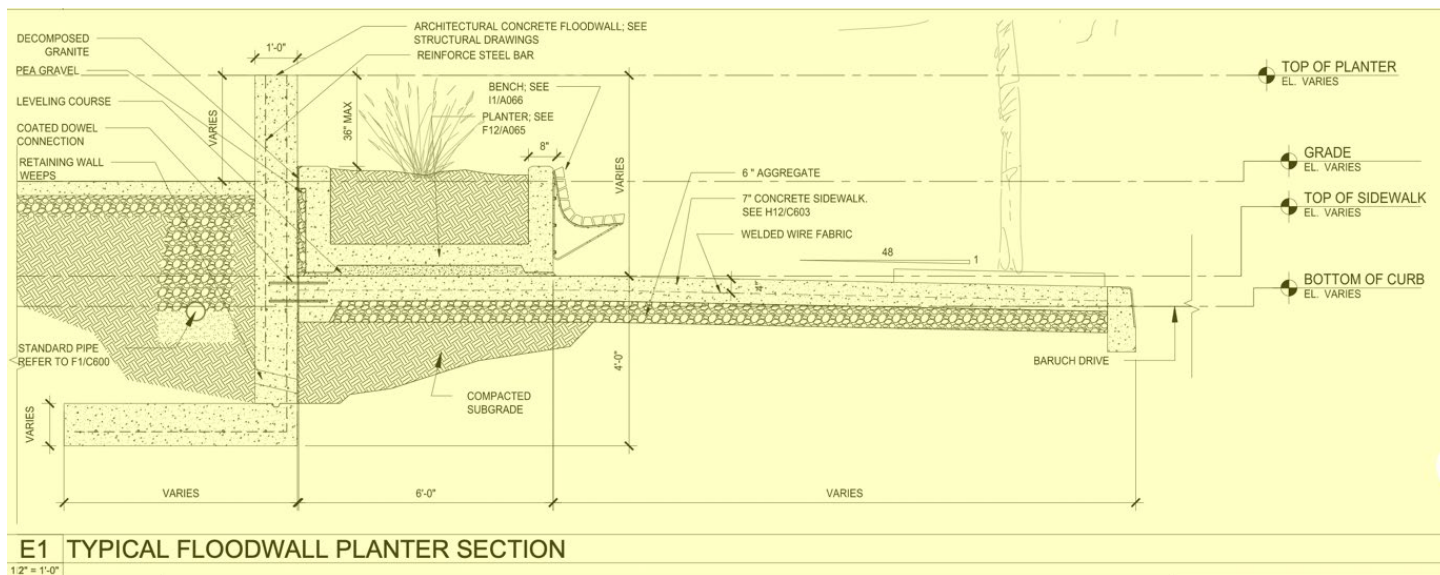 DECOMPOSED
GRANITE
PEA GRAVEL
LEVELING COURSE
COATED DOWEL
CONNECTION
RETAINING WALL
WEEPS
STANDARD PIPE
REFER TO F1/C600
1'-0"
ARCHITECTURAL CONCRETE FLOODWALL; SEE
STRUCTURAL DRAWINGS
REINFORCE STEEL BAR
VARIES
36" MAX
BENCH; SEE
I1/A066
PLANTER; SEE
F12/A065
8"
VARIES
6 " AGGREGATE
7" CONCRETE SIDEWALK.
SEE H12/C603
WELDED WIRE FABRIC
48
1
4"
4'-0"
TOP OF PLANTER
EL. VARIES
GRADE
EL. VARIES
TOP OF SIDEWALK
EL. VARIES
BOTTOM OF CURB
EL. VARIES
BARUCH DRIVE
COMPACTED
SUBGRADE
VARIES
VARIES
6'-0"
VARIES
E1 TYPICAL FLOODWALL PLANTER SECTION
1/2" = 1'-0"